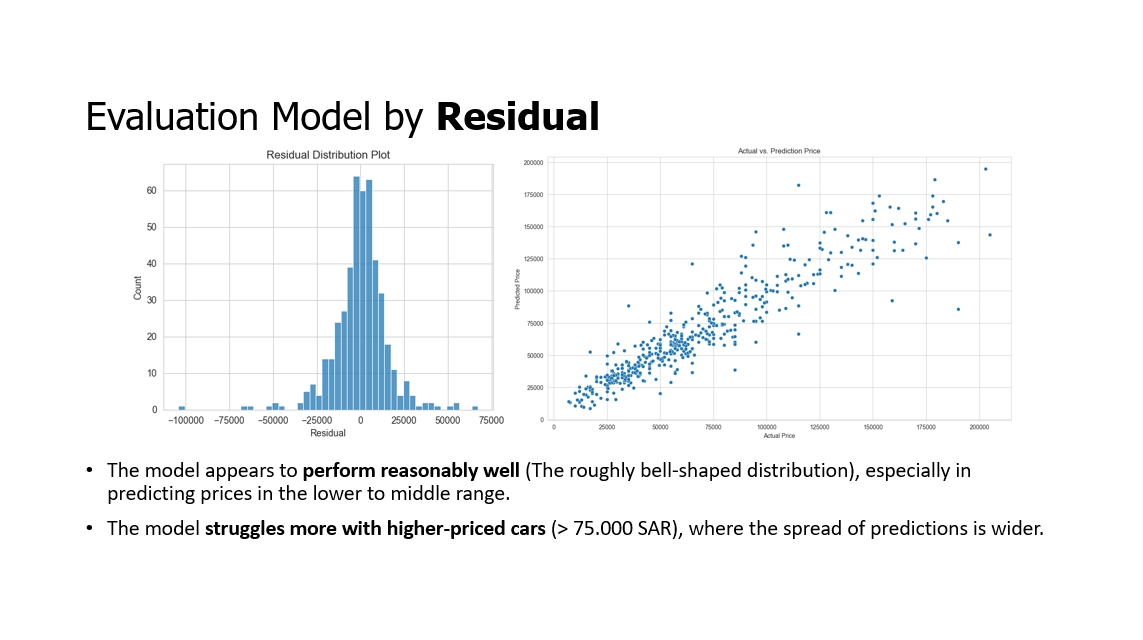 Evaluation Model by Residual
Residual Distribution Plot
60
50
40
30
20
10
0
Count
−100000 −75000 −50000 −25000 0 25000 50000 75000
Residual
Actual vs. Prediction Price
200000
175000
150000
125000
100000
75000
50000
25000
0
Predicted Price
0 25000 50000 75000 100000 125000 150000 175000 200000
Actual Price
• The model appears to perform reasonably well (The roughly bell-shaped distribution), especially in
predicting prices in the lower to middle range.
• The model struggles more with higher-priced cars (> 75.000 SAR), where the spread of predictions is wider.